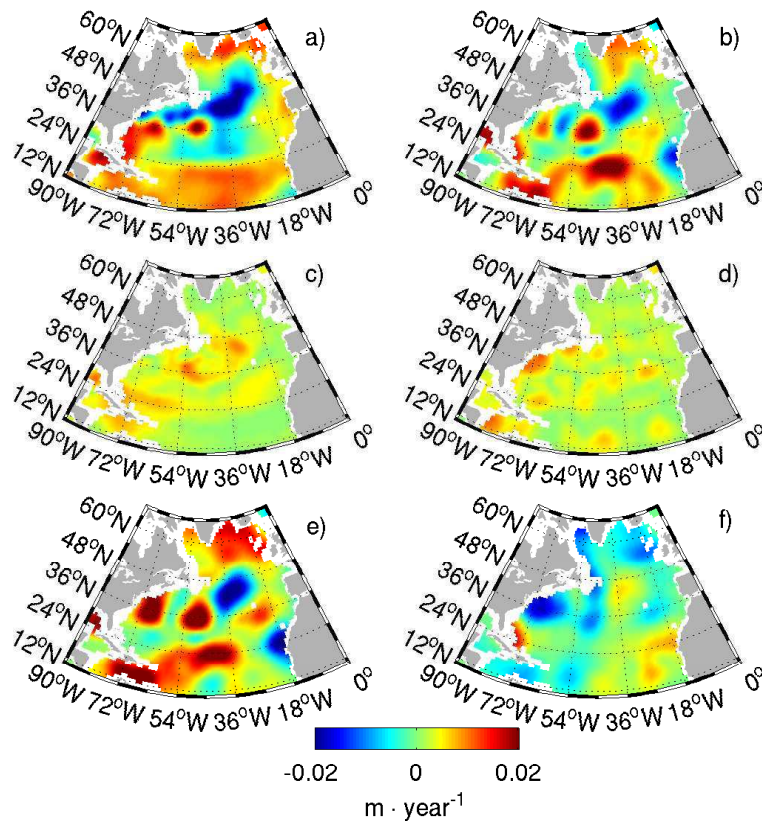 a)
60°N
48°N
36°N
24°N
12°N
90°W
72°W
54°W
36°W
18°W
0°
b)
60°N
48°N
36°N
24°N
12°N
90°W
72°W
54°W
36°W
18°W
0°
c)
60°N
48°N
36°N
24°N
12°N
90°W
72°W
54°W
36°W
18°W
0°
d)
60°N
48°N
36°N
24°N
12°N
90°W
72°W
54°W
36°W
18°W
0°
e)
60°N
48°N
36°N
24°N
12°N
90°W
72°W
54°W
36°W
18°W
0°
f)
60°N
48°N
36°N
24°N
12°N
90°W
72°W
54°W
36°W
18°W
0°
-0.02 0 0.02
m · year⁻¹